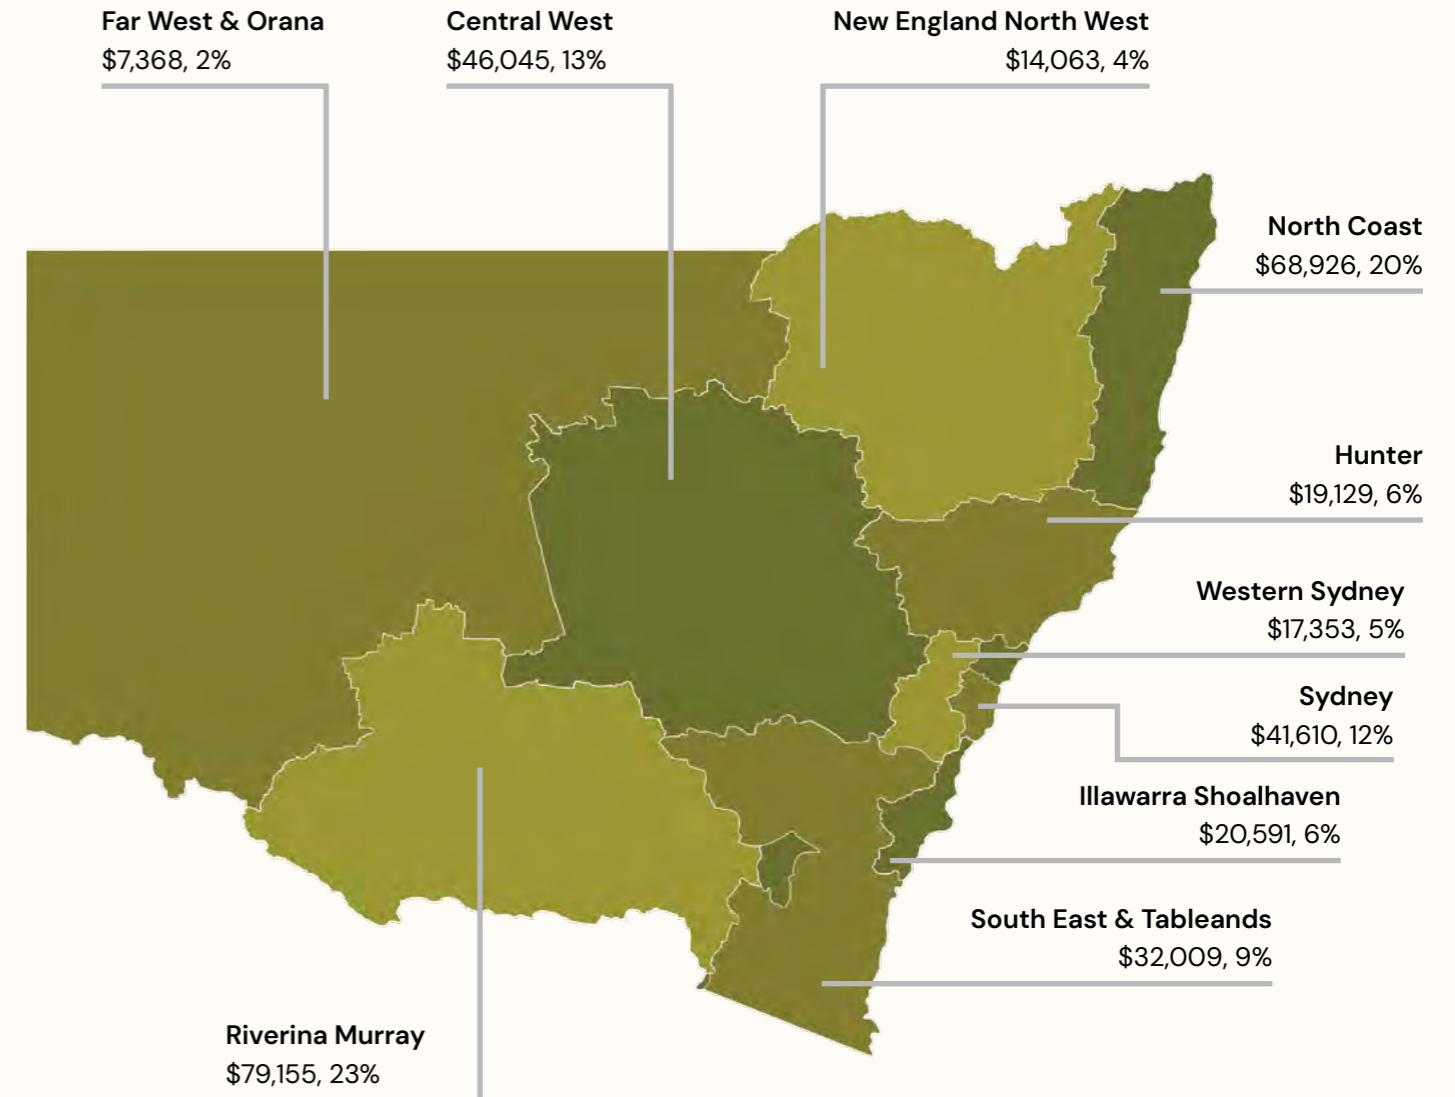 Far West & Orana
$7,368, 2%
Central West
$46,045, 13%
New England North West
$14,063, 4%
North Coast
$68,926, 20%
Hunter
$19,129, 6%
Western Sydney
$17,353, 5%
Sydney
$41,610, 12%
Illawarra Shoalhaven
$20,591, 6%
South East & Tableands
$32,009, 9%
Riverina Murray
$79,155, 23%